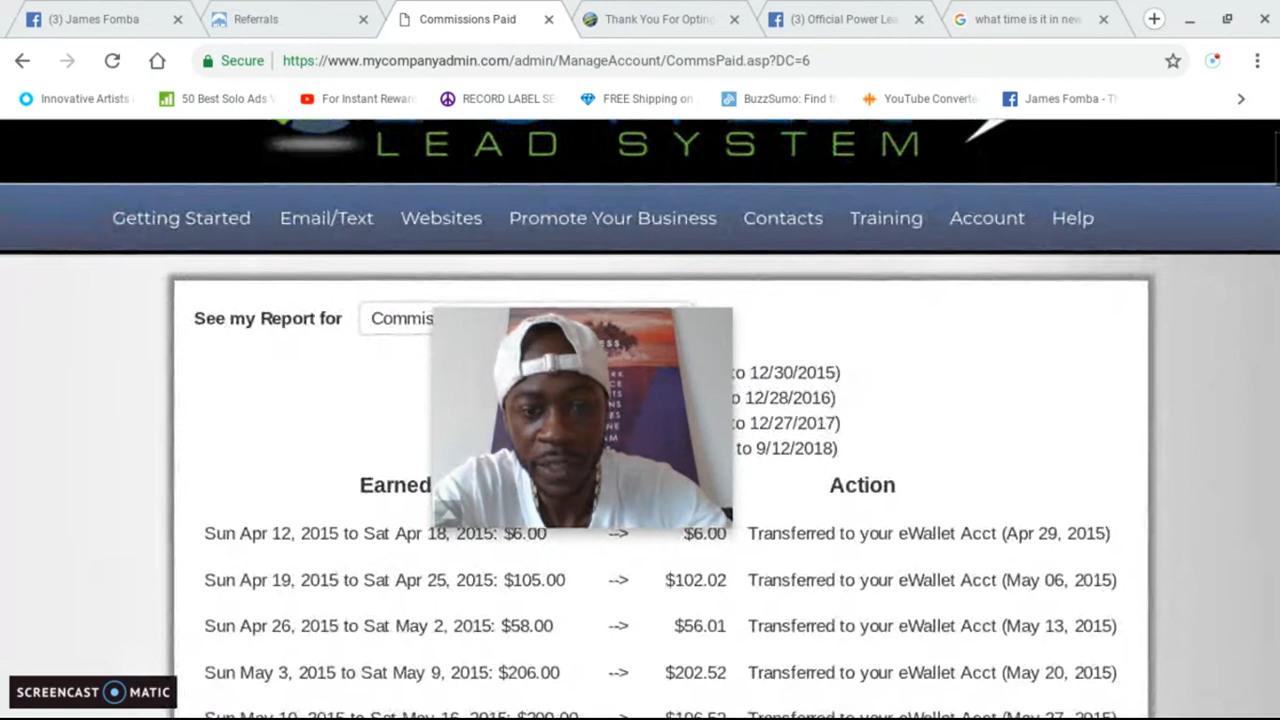 (3) James Fomba
Referrals
Commissions Paid
Thank You For Optin
(3) Official Power Lea
what time is it in new
Secure
https://www.mycompanyadmin.com/admin/ManageAccount/CommsPaid.asp?DC=6
Innovative Artists
50 Best Solo Ads
For Instant Rewar
RECORD LABEL SE
FREE Shipping on
BuzzSumo: Find t
YouTube Converte
James Fomba - T
LEAD SYSTEM
Getting Started Email/Text Websites Promote Your Business Contacts Training Account Help
See my Report for Commis
to 12/30/2015)
o 12/28/2016)
to 12/27/2017)
to 9/12/2018)
Earned Action
Sun Apr 12, 2015 to Sat Apr 18, 2015: $6.00 --> $6.00 Transferred to your eWallet Acct (Apr 29, 2015)
Sun Apr 19, 2015 to Sat Apr 25, 2015: $105.00 --> $102.02 Transferred to your eWallet Acct (May 06, 2015)
Sun Apr 26, 2015 to Sat May 2, 2015: $58.00 --> $56.01 Transferred to your eWallet Acct (May 13, 2015)
Sun May 3, 2015 to Sat May 9, 2015: $206.00 --> $202.52 Transferred to your eWallet Acct (May 20, 2015)
SCREENCAST MATIC